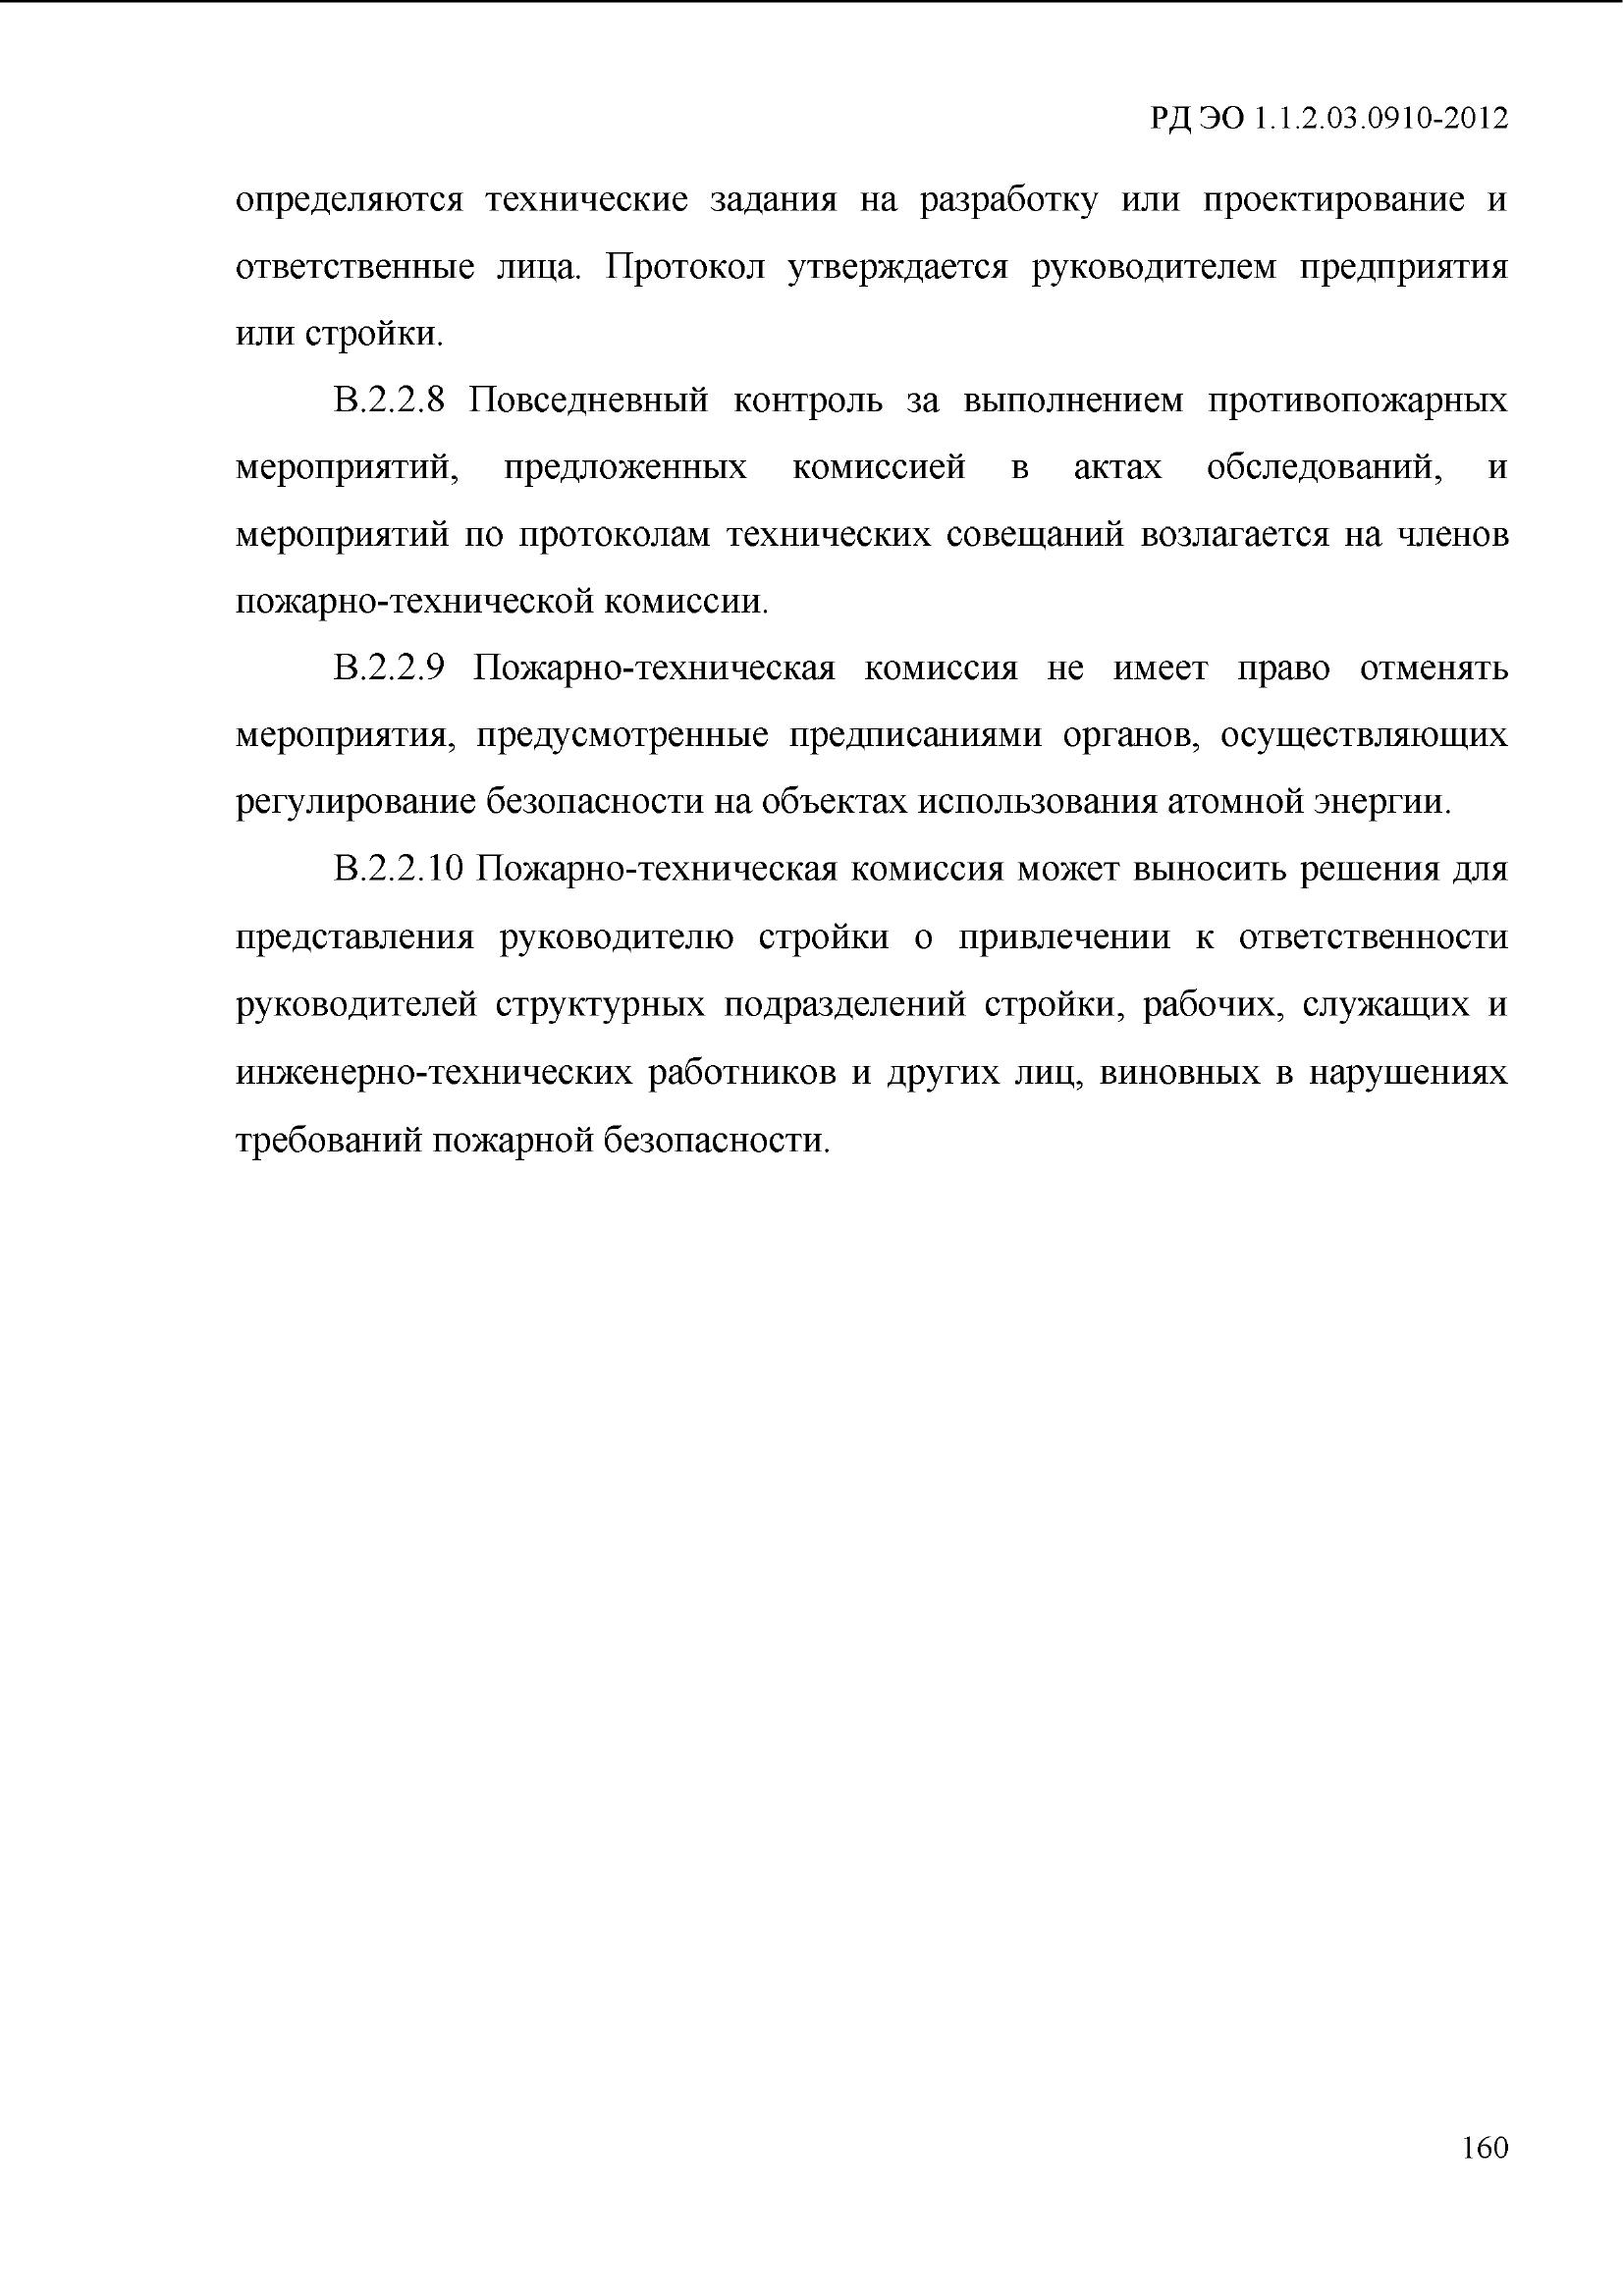 РД ЭО 1.1.2.03.0910-2012
определяются технические задания на разработку или проектирование и
ответственные лица. Протокол утверждается руководителем предприятия
или стройки.
В.2.2.8 Повседневный контроль за выполнением противопожарных
мероприятий, предложенных комиссией в актах обследований, и
мероприятий по протоколам технических совещаний возлагается на членов
пожарно-технической комиссии.
В.2.2.9 Пожарно-техническая комиссия не имеет право отменять
мероприятия, предусмотренные предписаниями органов, осуществляющих
регулирование безопасности на объектах использования атомной энергии.
В.2.2.10 Пожарно-техническая комиссия может выносить решения для
представления руководителю стройки о привлечении к ответственности
руководителей структурных подразделений стройки, рабочих, служащих и
инженерно-технических работников и других лиц, виновных в нарушениях
требований пожарной безопасности.
160